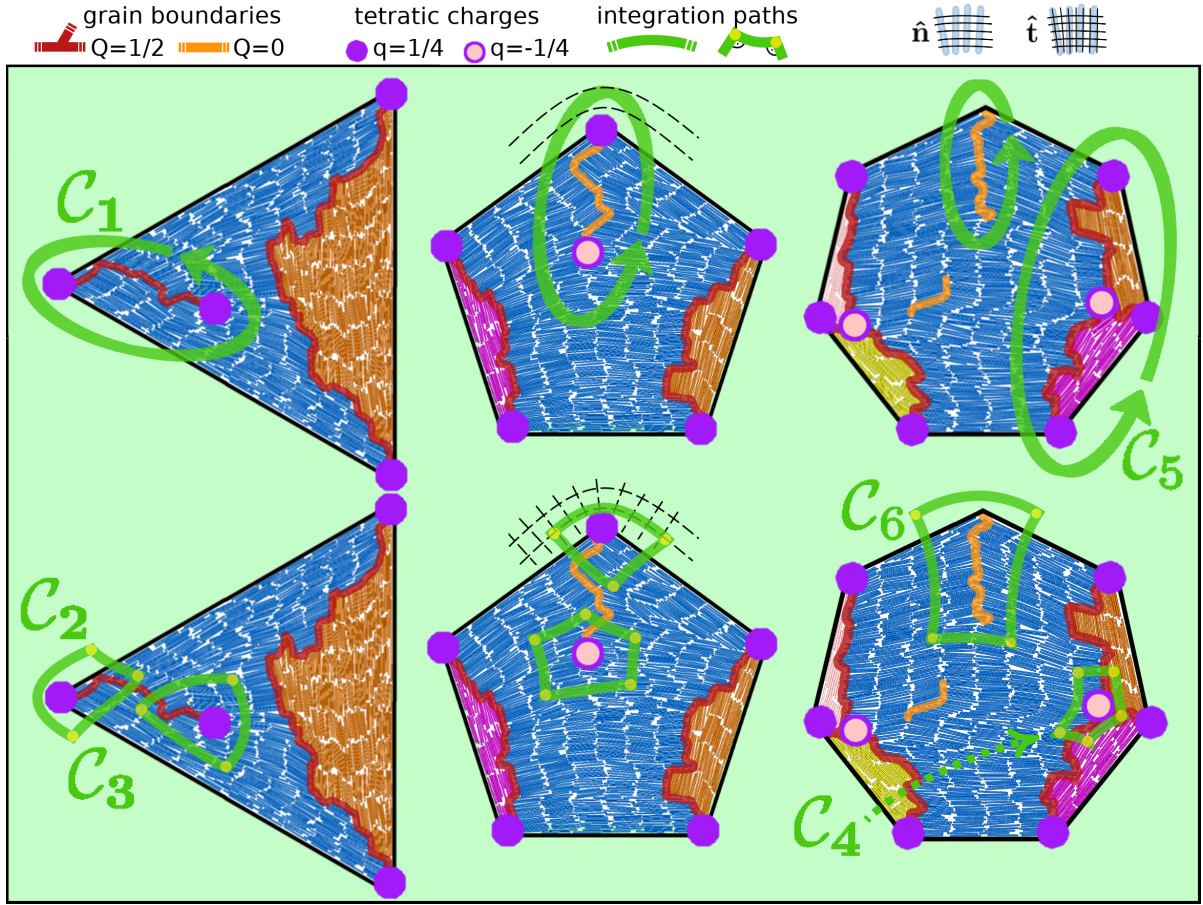 grain boundaries tetratic charges integration paths n̂ t̂
Q=1/2 Q=0 q=1/4 q=-1/4
C1
C5
C6
C2
C3
C4